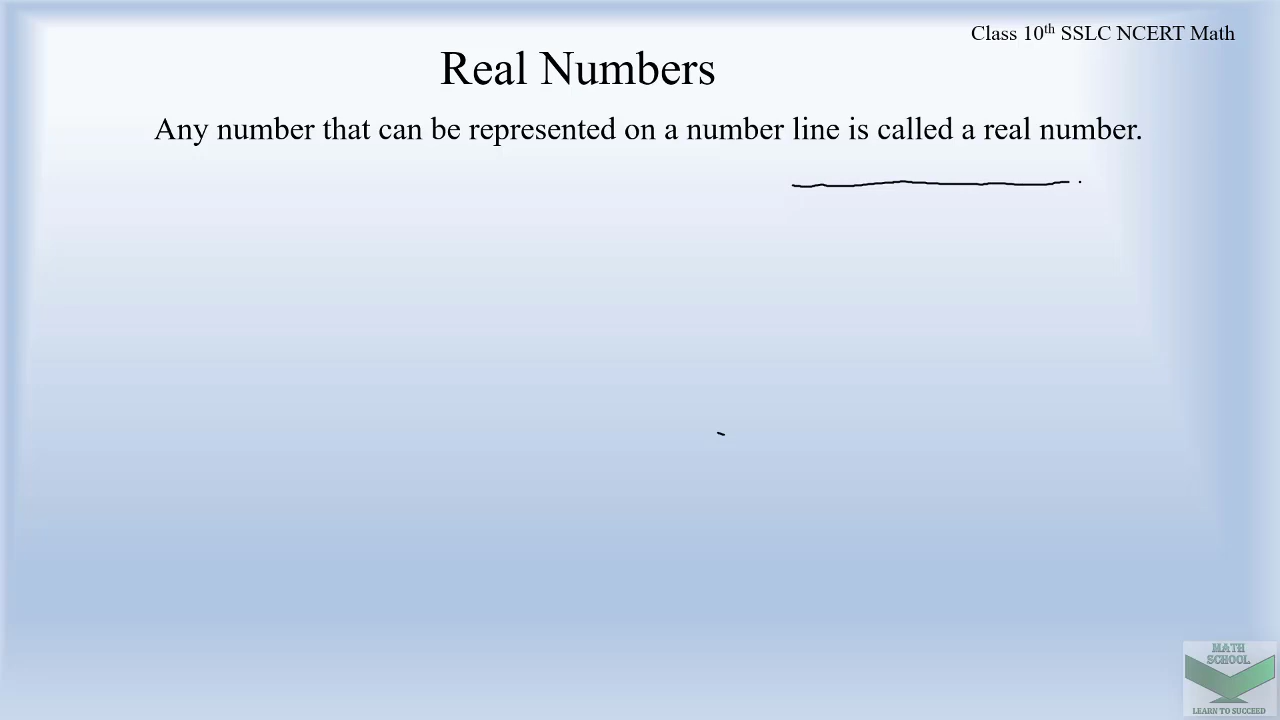 Class 10th SSLC NCERT Math
Real Numbers
Any number that can be represented on a number line is called a real number.
MATH
SCHOOL
LEARN TO SUCCEED